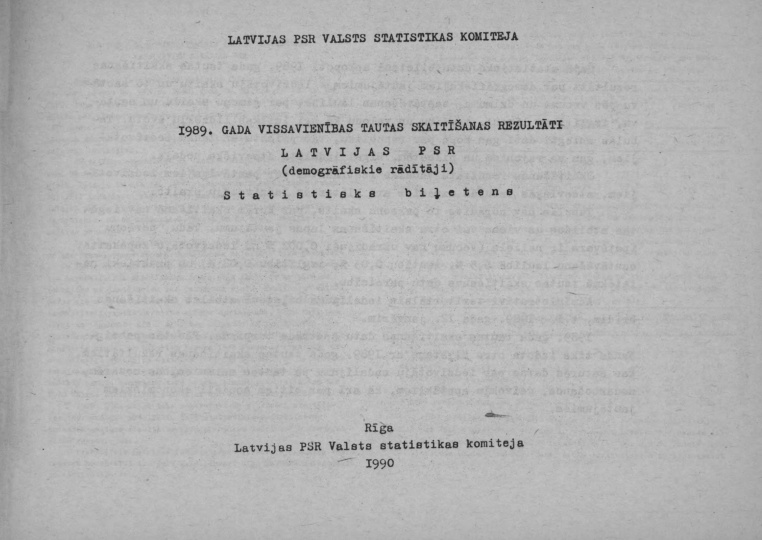 LATVIJAS PSR VALSTS STATISTIKAS KOMITEJA
1989. GADA VISSAVIENĪBAS TAUTAS SKAITĪŠANAS REZULTĀTI
L A T V I J A S P S R
(demogrāfiskie rādītāji)
S t a t i s t i s k s b i ļ e t e n s
Rīga
Latvijas PSR Valsts statistikas komiteja
1990